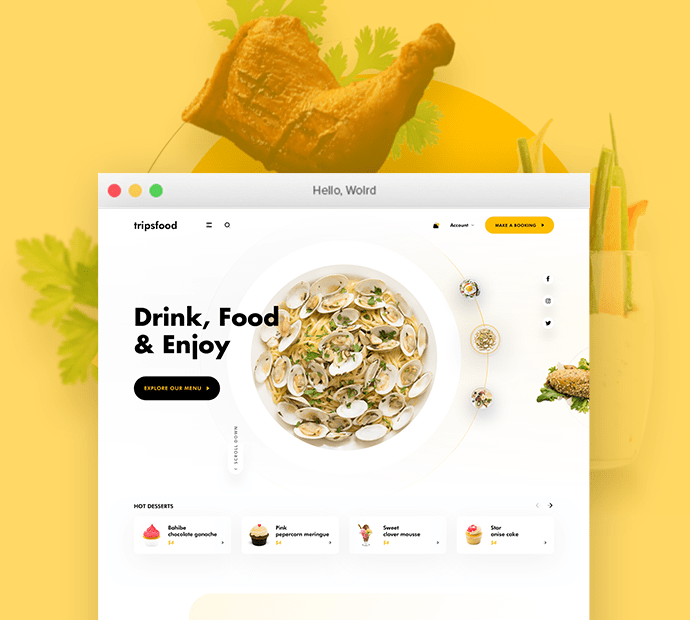 Hello, Wolrd
tripsfood
Account
MAKE A BOOKING
Drink, Food
& Enjoy
EXPLORE OUR MENU
SCROLL DOWN
HOT DESSERTS
Bahibe
chocolate ganache
$4
Pink
pepercorn meringue
$4
Sweet
clover mousse
$4
Star
anise cake
$4